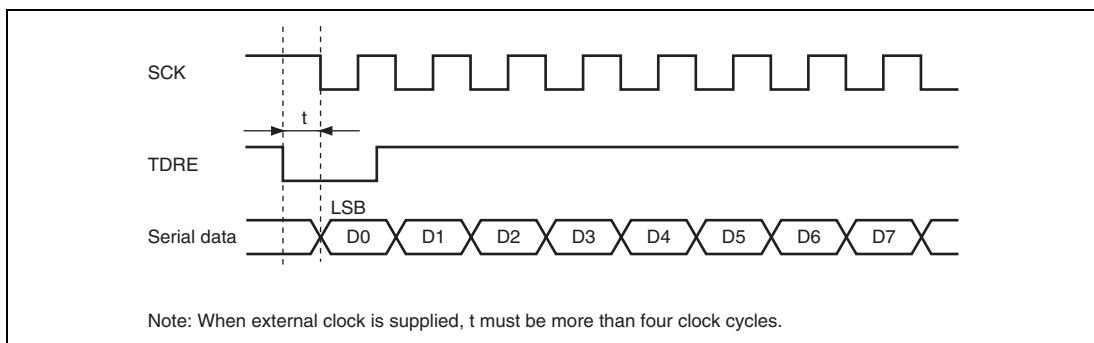 SCK
t
TDRE
LSB
Serial data D0 D1 D2 D3 D4 D5 D6 D7
Note: When external clock is supplied, t must be more than four clock cycles.